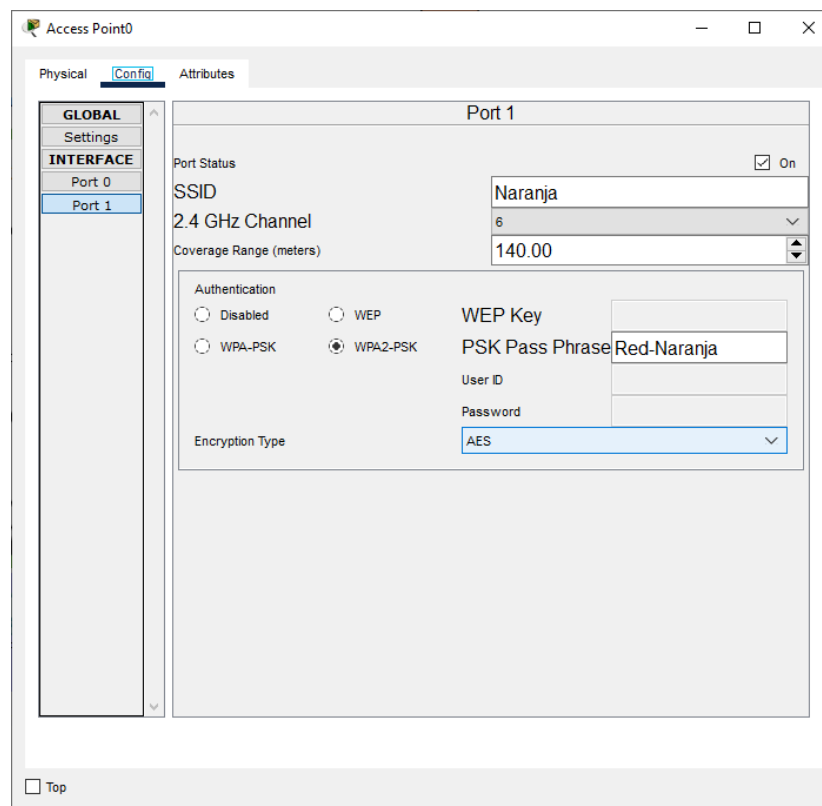 Access Point0
Physical Config Attributes
GLOBAL
Settings
INTERFACE
Port 0
Port 1
Port 1
Port Status On
SSID Naranja
2.4 GHz Channel 6
Coverage Range (meters) 140.00
Authentication
Disabled WEP WEP Key
WPA-PSK WPA2-PSK PSK Pass Phrase Red-Naranja
User ID
Password
Encryption Type AES
Top